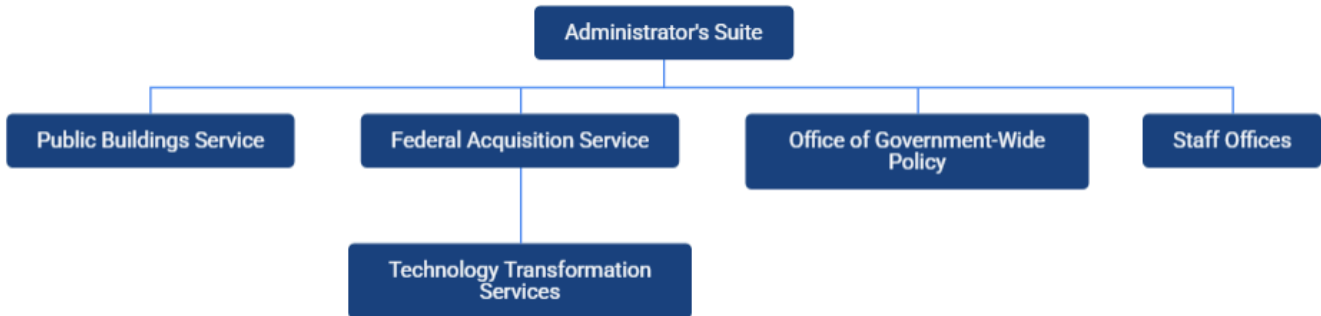 Administrator's Suite
Public Buildings Service
Federal Acquisition Service
Office of Government-Wide
Policy
Staff Offices
Technology Transformation
Services